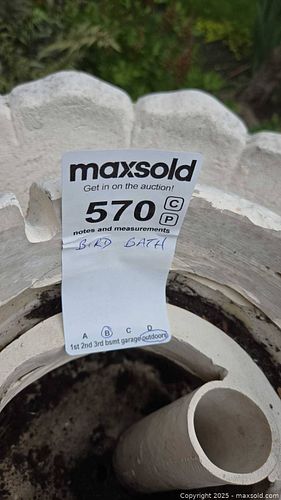 maxsold
Get in on the auction!
570 C
P
notes and measurements
BIRD BATH
A B C D
1st 2nd 3rd bsmt garage outdoors
Copyright © 2025 - maxsold.com